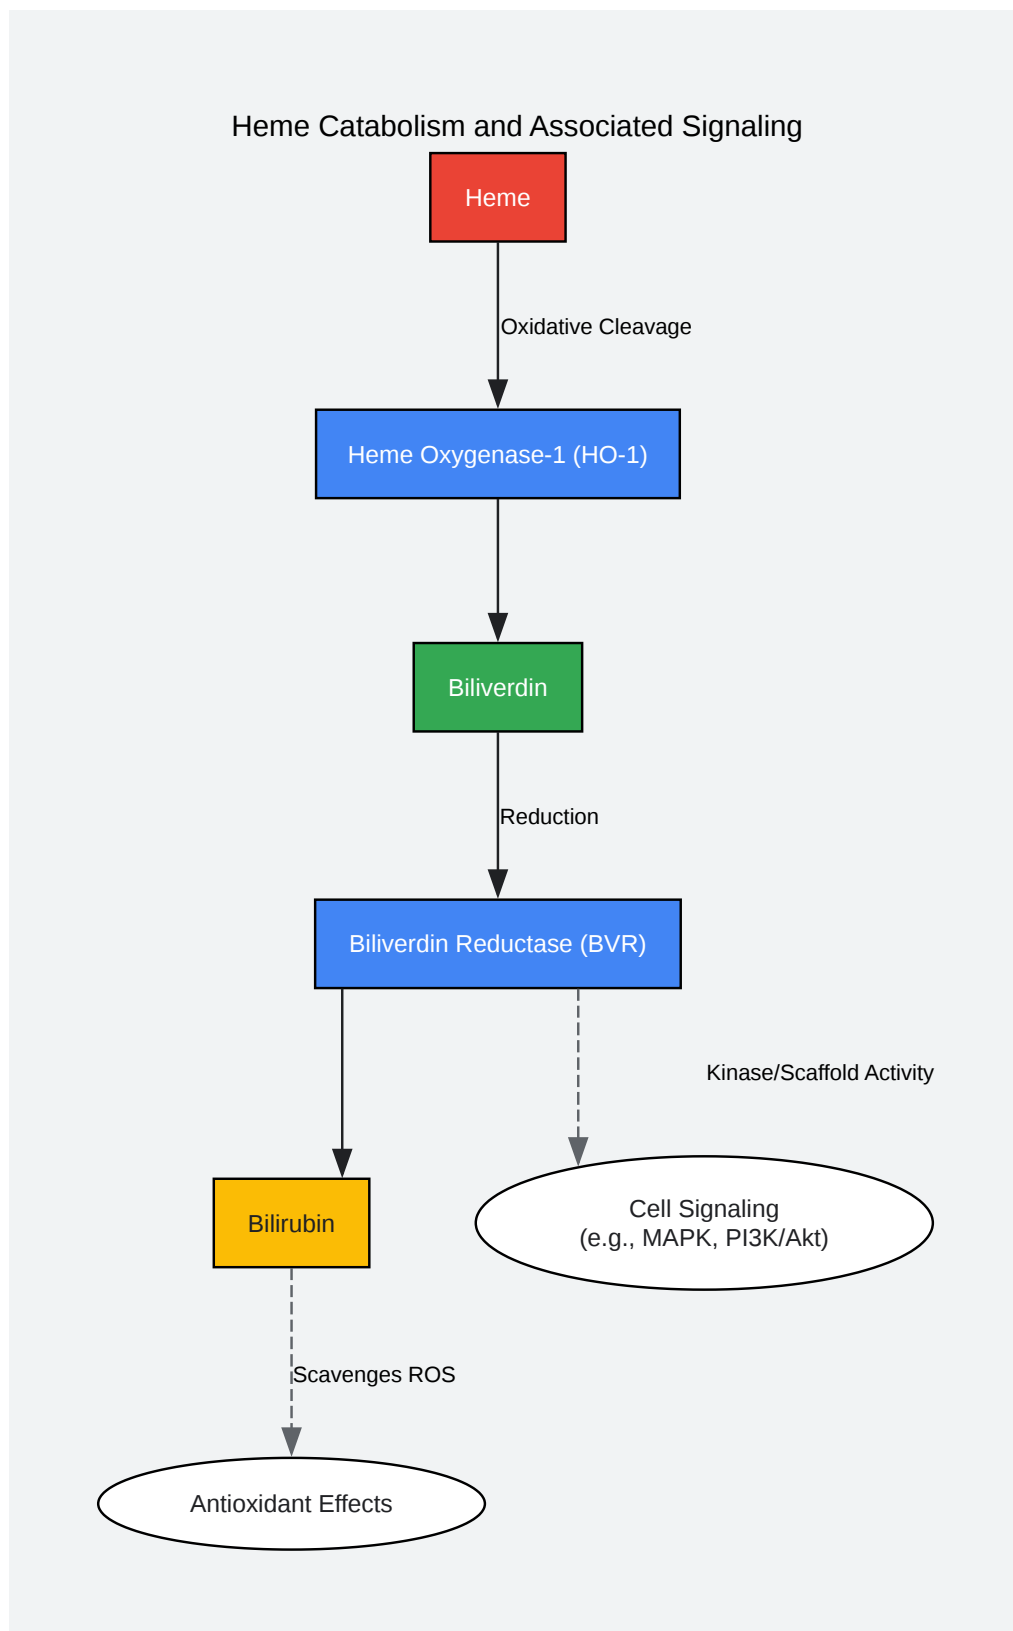 Heme Catabolism and Associated Signaling
Heme
Oxidative Cleavage
Heme Oxygenase-1 (HO-1)
Biliverdin
Reduction
Biliverdin Reductase (BVR)
Kinase/Scaffold Activity
Bilirubin
Cell Signaling
(e.g., MAPK, PI3K/Akt)
Scavenges ROS
Antioxidant Effects